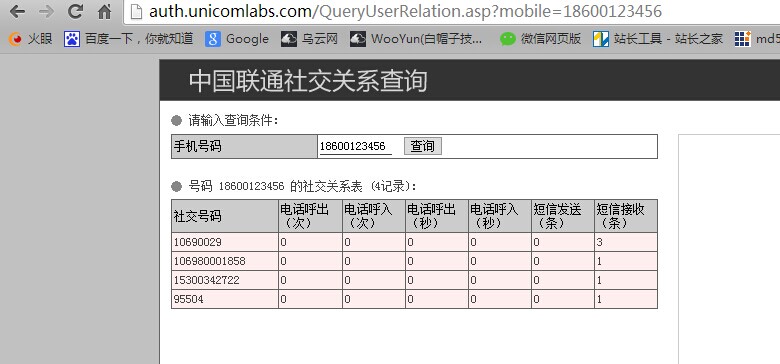 auth.unicomlabs.com/QueryUserRelation.asp?mobile=18600123456
火眼 百度一下，你就知道 Google 乌云网 WooYun(白帽子技... 微信网页版 站长工具 - 站长之家 md5
中国联通社交关系查询
请输入查询条件：
手机号码 18600123456 查询
号码 18600123456 的社交关系表 (4记录)：
社交号码 电话呼出（次） 电话呼入（次） 电话呼出（秒） 电话呼入（秒） 短信发送（条） 短信接收（条）
10690029 0 0 0 0 0 3
106980001858 0 0 0 0 0 1
15300342722 0 0 0 0 0 1
95504 0 0 0 0 0 1